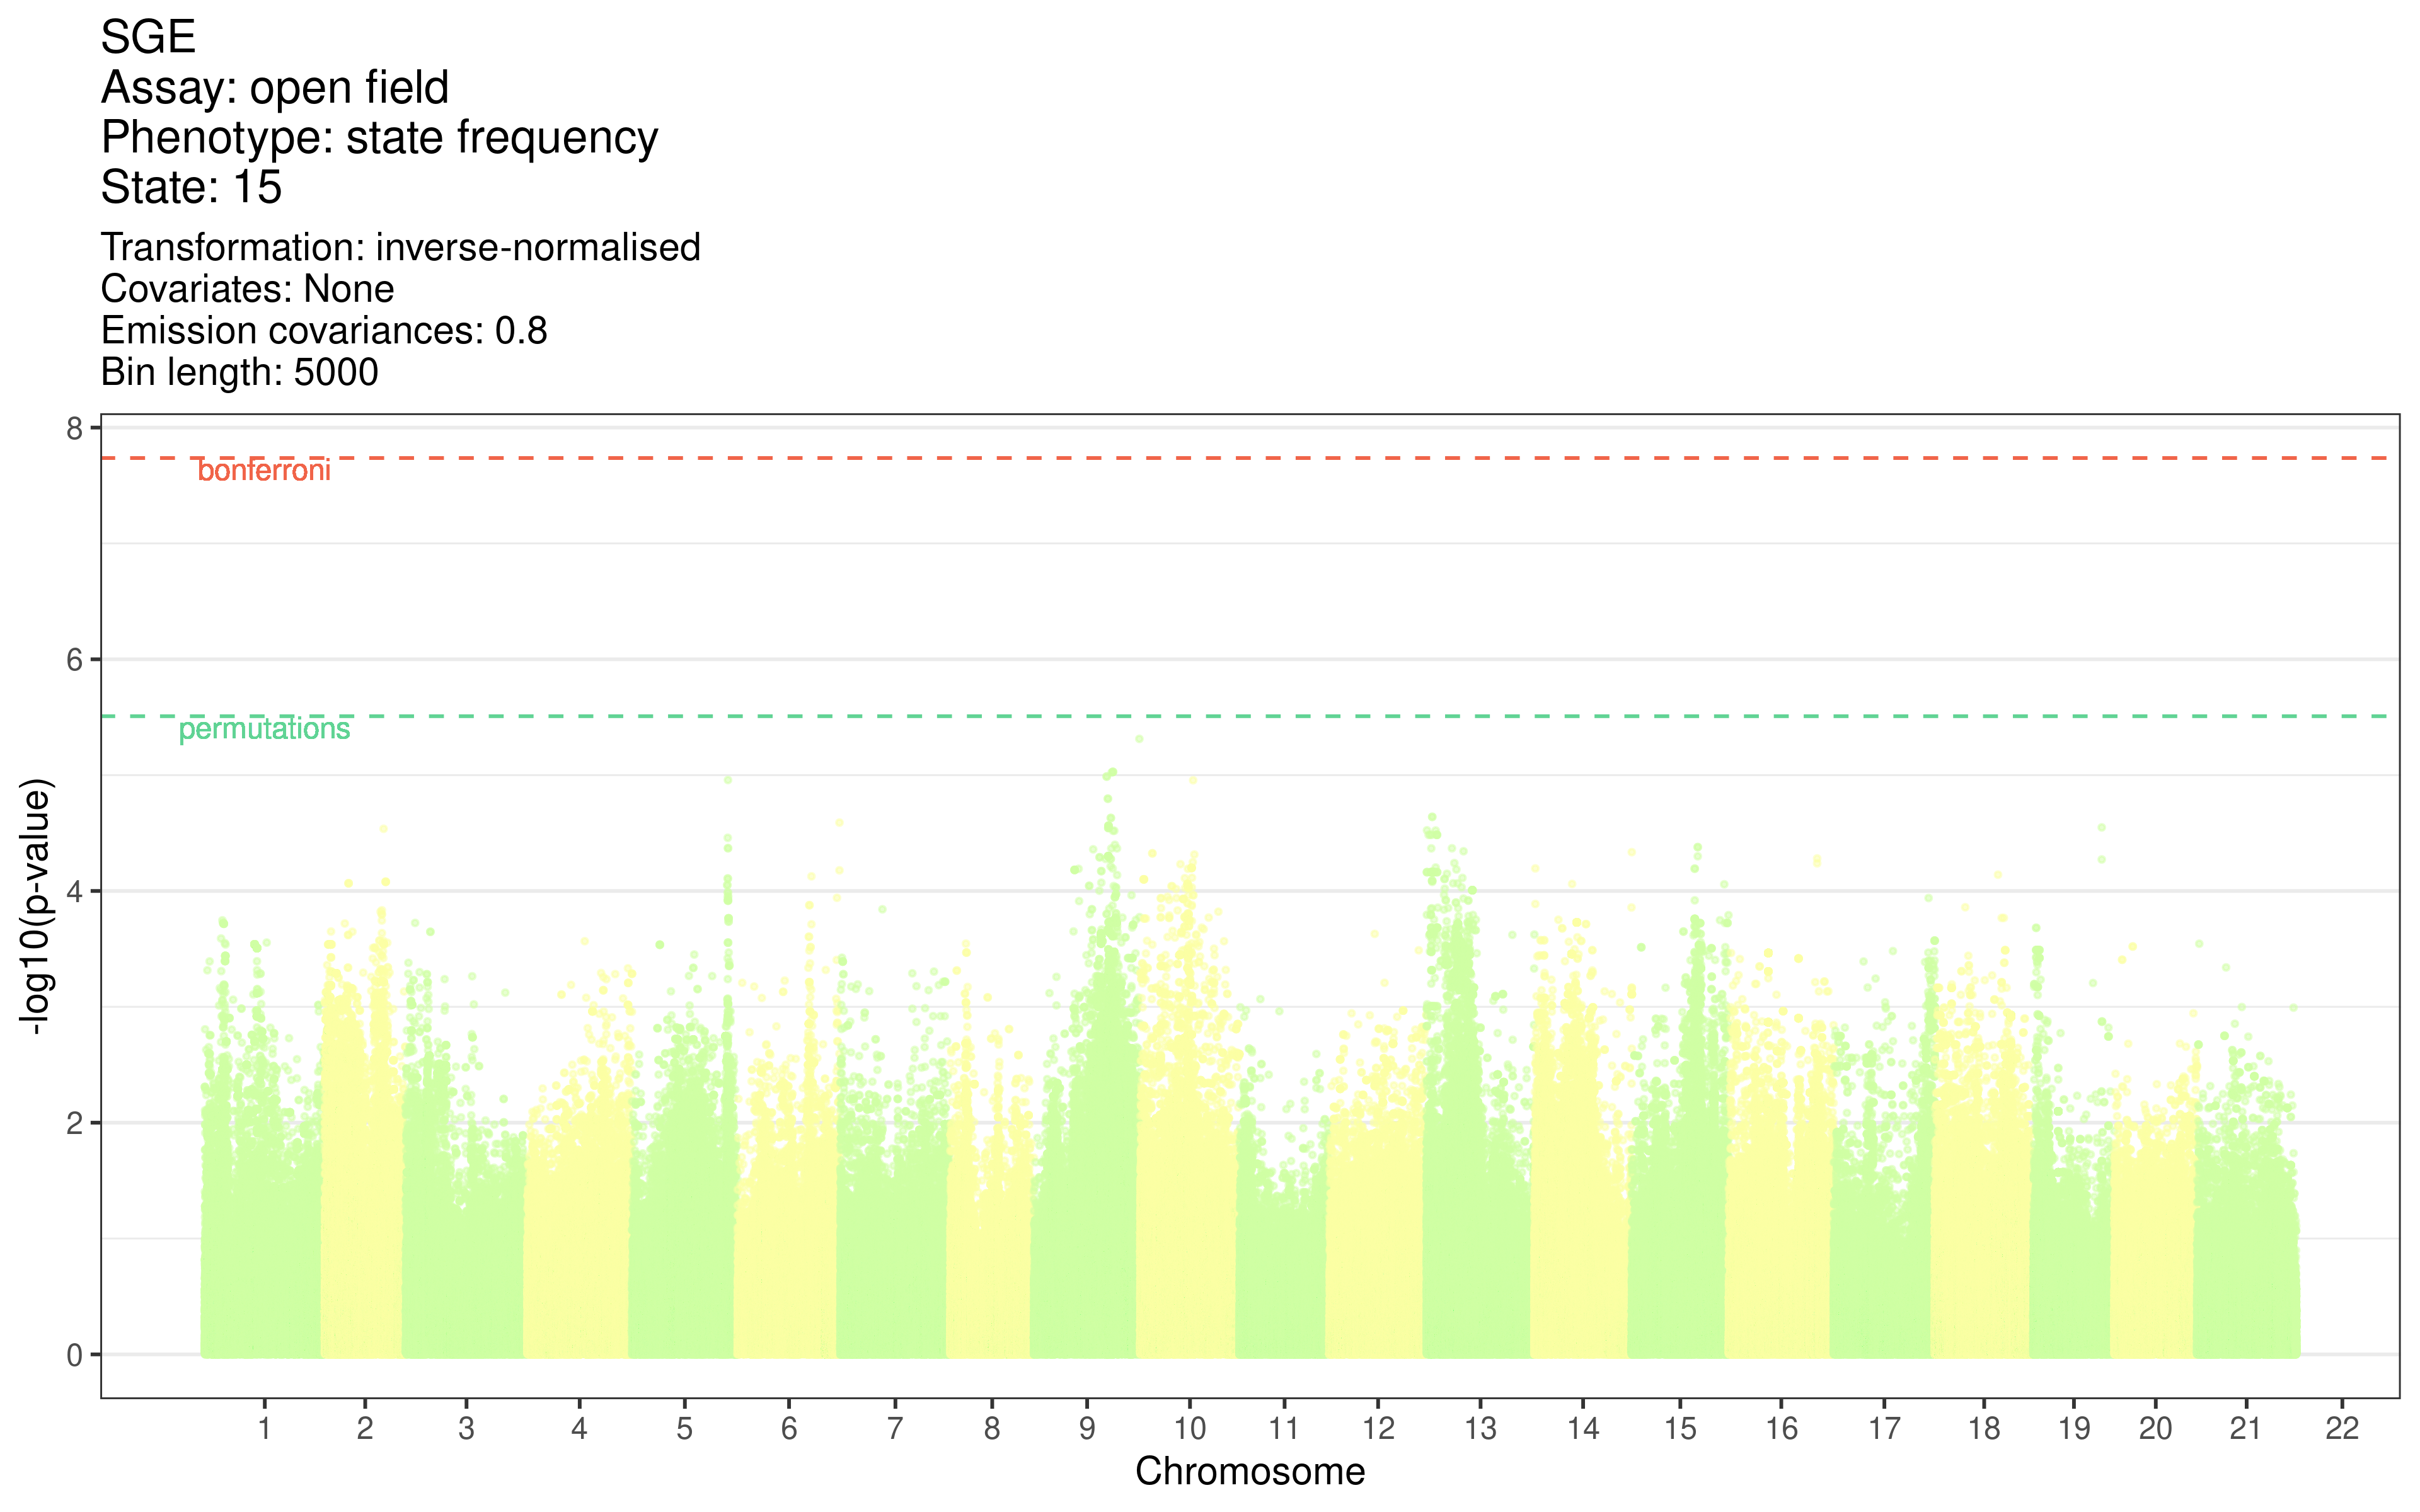 SGE
Assay: open field
Phenotype: state frequency
State: 15
Transformation: inverse-normalised
Covariates: None
Emission covariances: 0.8
Bin length: 5000
8
bonferroni
6
permutations
4
2
0
-log10(p-value)
1 2 3 4 5 6 7 8 9 10 11 12 13 14 15 16 17 18 19 20 21 22
Chromosome